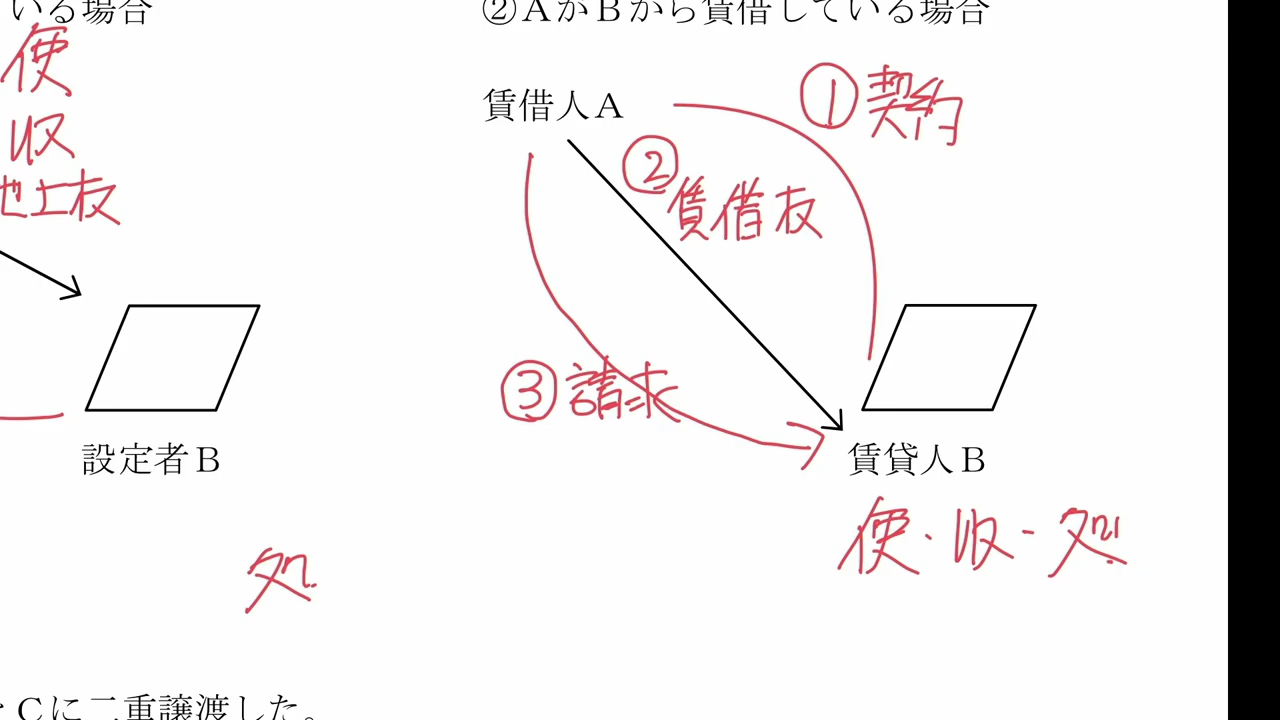 いる場合
②AがBから賃借している場合
使
収
地上权
賃借人A
①契約
②賃借权
③請求
設定者B
賃貸人B
使・収・処
処
Cに二重譲渡した。